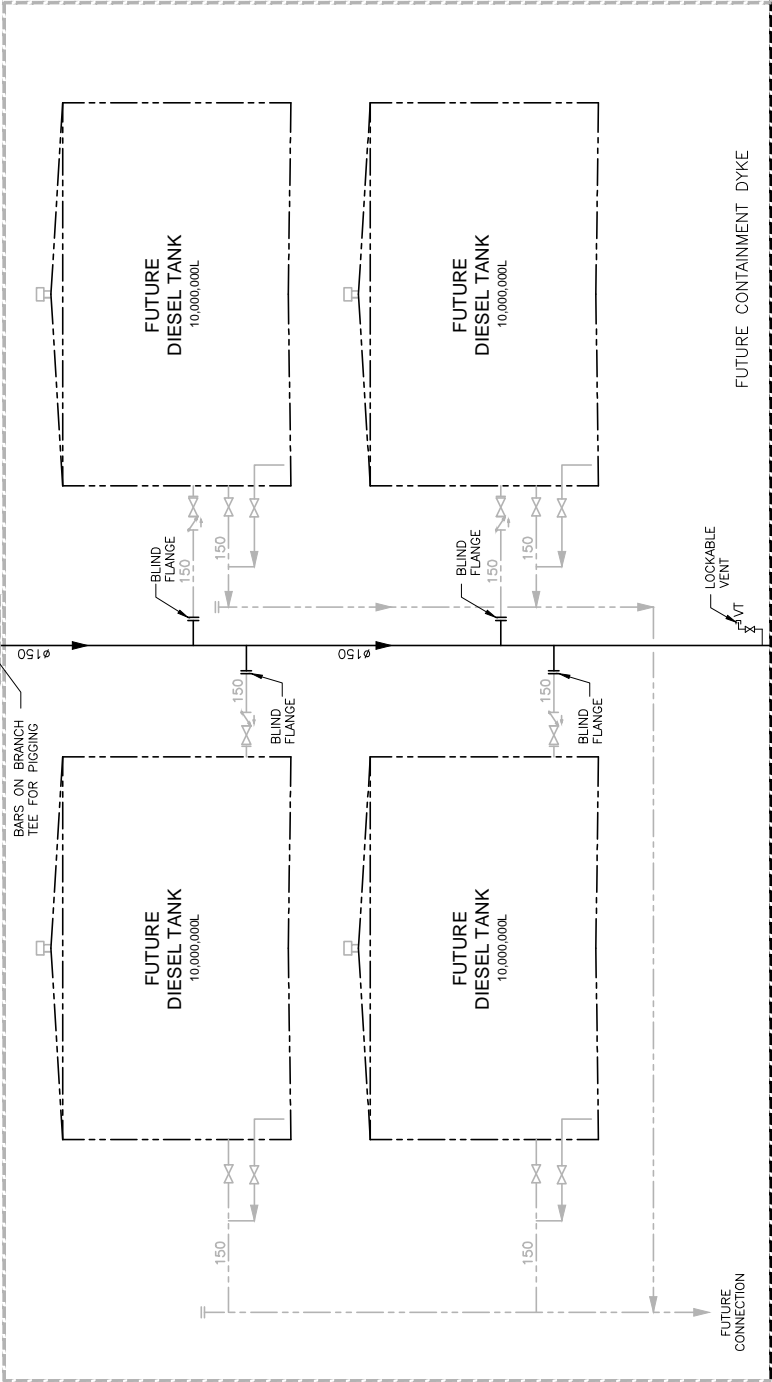 BARS ON BRANCH
TEE FOR PIGGING
ø150
ø150
FUTURE
DIESEL TANK
10,000,000L
FUTURE
DIESEL TANK
10,000,000L
FUTURE
DIESEL TANK
10,000,000L
FUTURE
DIESEL TANK
10,000,000L
BLIND
FLANGE
150
150
BLIND
FLANGE
150
150
150
BLIND
FLANGE
150
BLIND
FLANGE
150
150
LOCKABLE
VENT
VT
FUTURE
CONNECTION
FUTURE CONTAINMENT DYKE